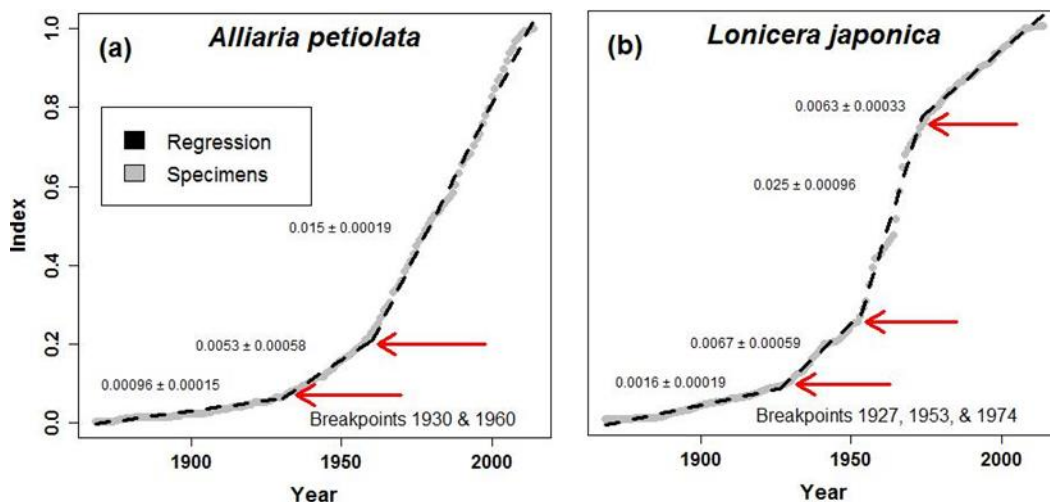 (a)
Alliaria petiolata
Regression
Specimens
0.015 ± 0.00019
0.0053 ± 0.00058
0.00096 ± 0.00015
Breakpoints 1930 & 1960
Index
0.0
0.2
0.4
0.6
0.8
1.0
1900
1950
2000
Year
(b)
Lonicera japonica
0.0063 ± 0.00033
0.025 ± 0.00096
0.0067 ± 0.00059
0.0016 ± 0.00019
Breakpoints 1927, 1953, & 1974
1900
1950
2000
Year